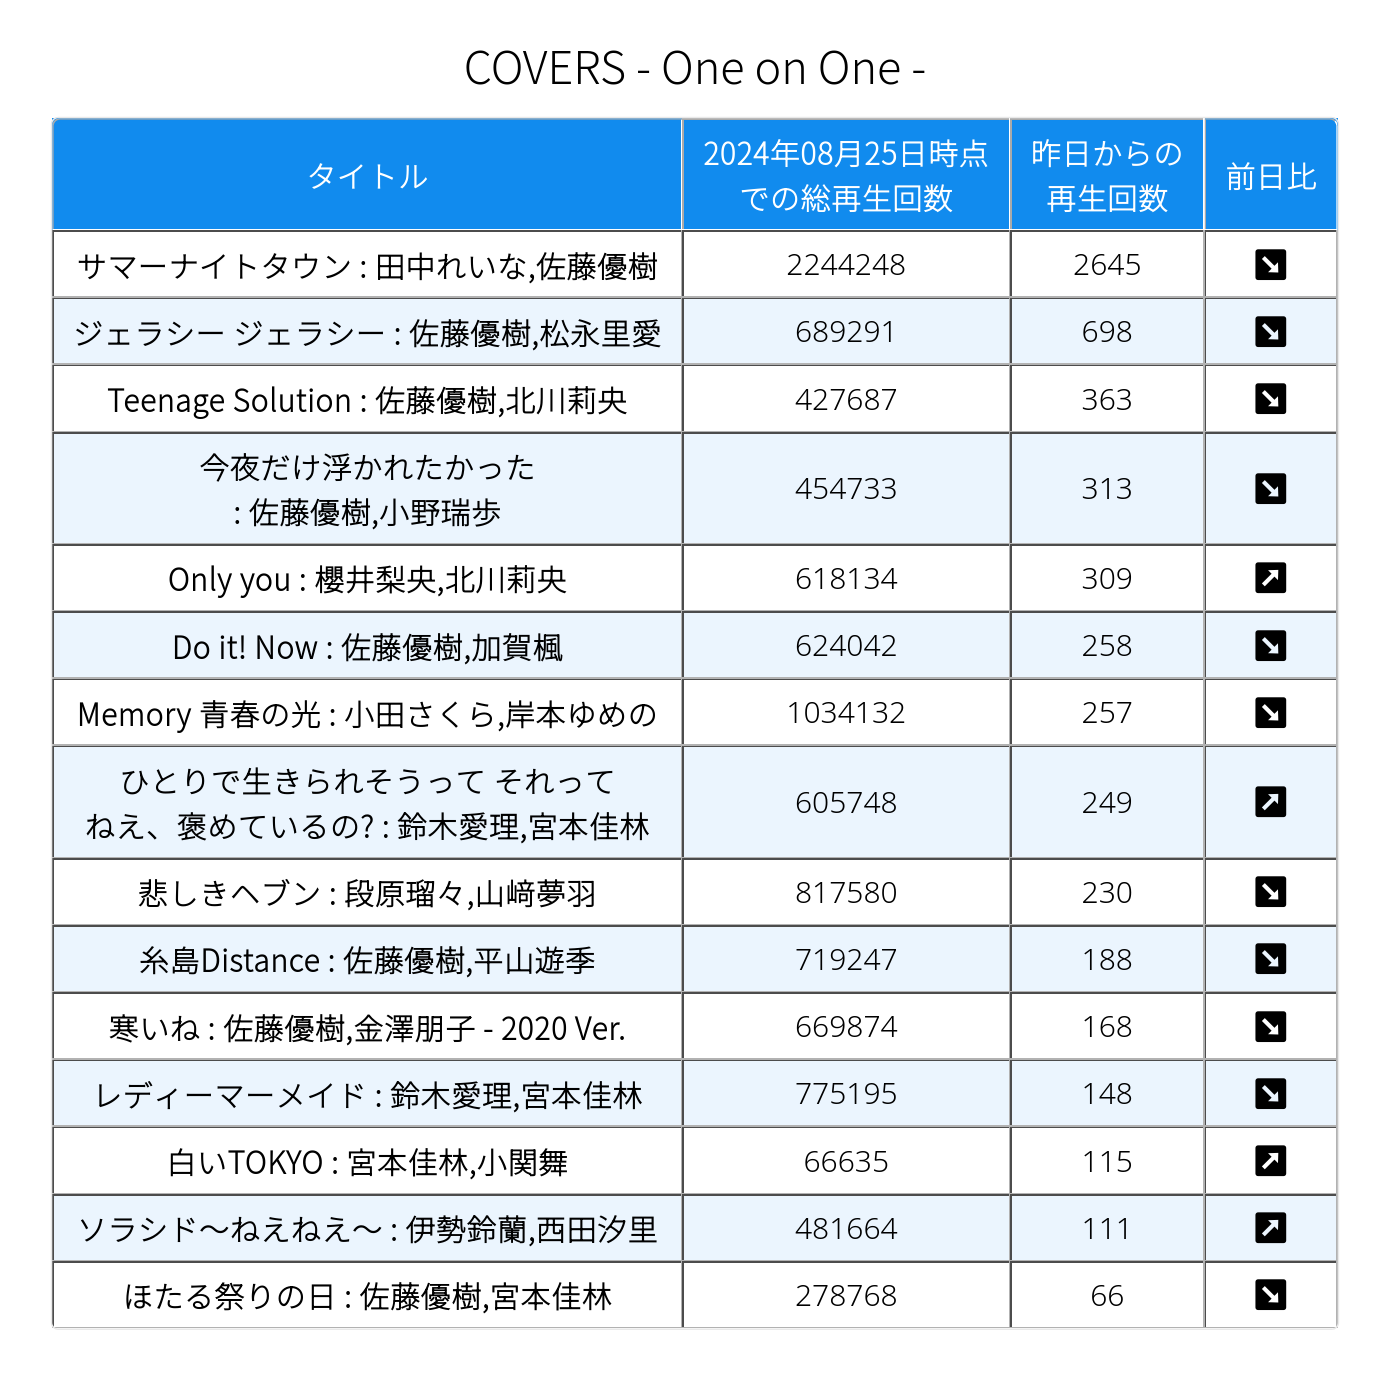 COVERS - One on One -
タイトル
2024年08月25日時点
での総再生回数
昨日からの
再生回数
前日比
サマーナイトタウン : 田中れいな,佐藤優樹
2244248
2645
ジェラシー ジェラシー : 佐藤優樹,松永里愛
689291
698
Teenage Solution : 佐藤優樹,北川莉央
427687
363
今夜だけ浮かれたかった
: 佐藤優樹,小野瑞歩
454733
313
Only you : 櫻井梨央,北川莉央
618134
309
Do it! Now : 佐藤優樹,加賀楓
624042
258
Memory 青春の光 : 小田さくら,岸本ゆめの
1034132
257
ひとりで生きられそうって それって
ねえ、褒めているの? : 鈴木愛理,宮本佳林
605748
249
悲しきヘブン : 段原瑠々,山﨑夢羽
817580
230
糸島Distance : 佐藤優樹,平山遊季
719247
188
寒いね : 佐藤優樹,金澤朋子 - 2020 Ver.
669874
168
レディーマーメイド : 鈴木愛理,宮本佳林
775195
148
白いTOKYO : 宮本佳林,小関舞
66635
115
ソラシド〜ねえねえ〜 : 伊勢鈴蘭,西田汐里
481664
111
ほたる祭りの日 : 佐藤優樹,宮本佳林
278768
66